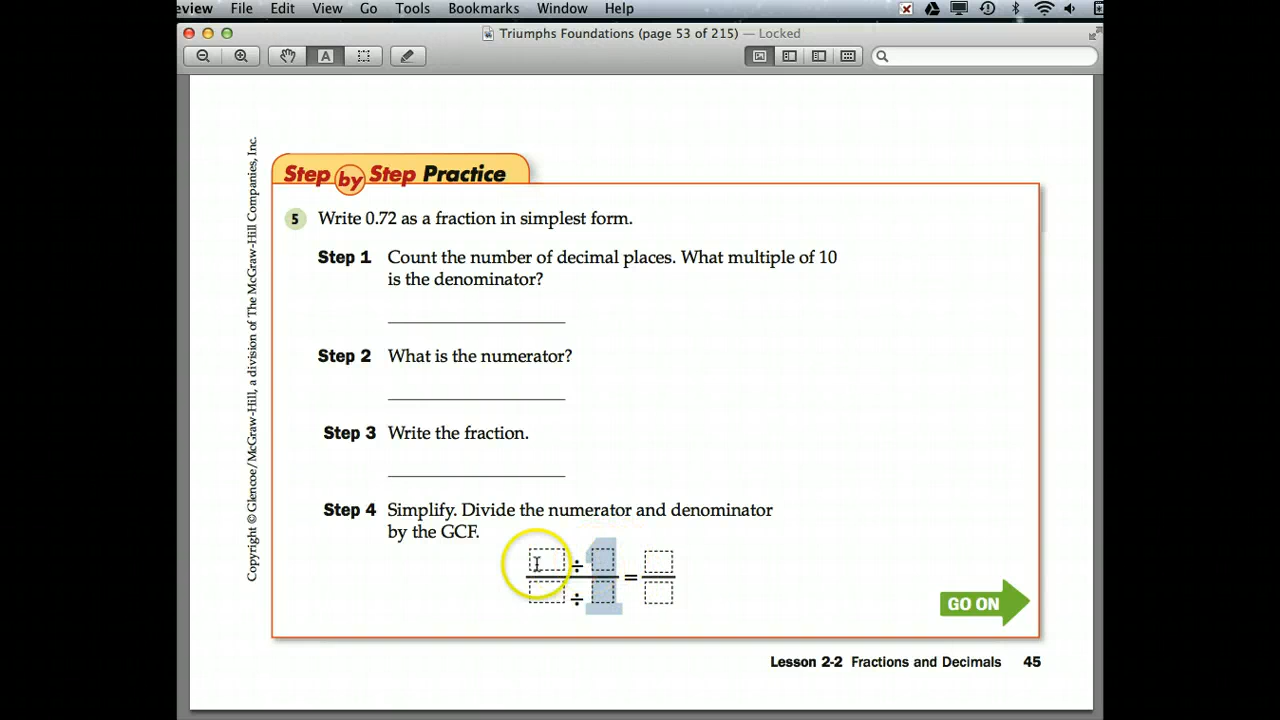 eview File Edit View Go Tools Bookmarks Window Help
Triumphs Foundations (page 53 of 215) — Locked
Copyright © Glencoe/McGraw-Hill, a division of The McGraw-Hill Companies, Inc.
Step by Step Practice
5 Write 0.72 as a fraction in simplest form.
Step 1 Count the number of decimal places. What multiple of 10
is the denominator?
Step 2 What is the numerator?
Step 3 Write the fraction.
Step 4 Simplify. Divide the numerator and denominator
by the GCF.
÷ 1 =
÷
GO ON
Lesson 2-2 Fractions and Decimals 45